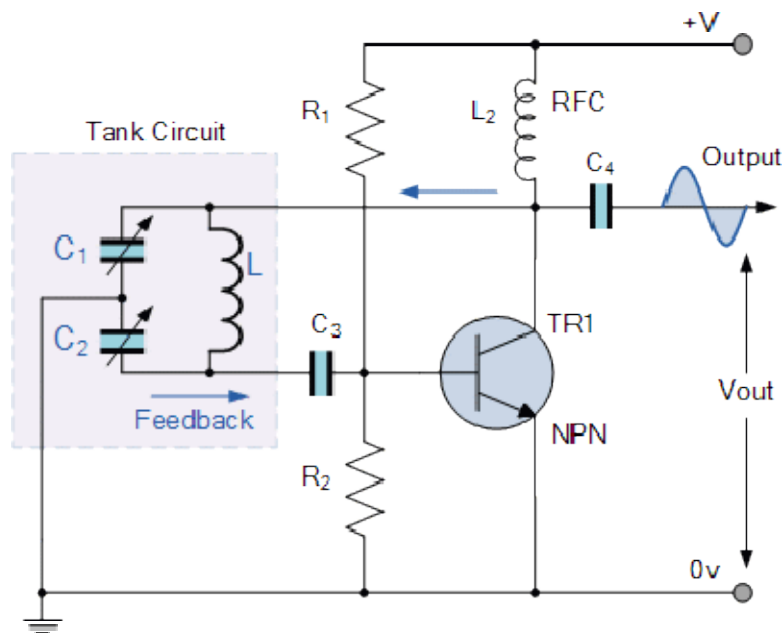 +V
R₁
L₂
RFC
Tank Circuit
C₄
Output
C₁
L
C₂
C₃
TR1
Vout
Feedback
NPN
R₂
0v